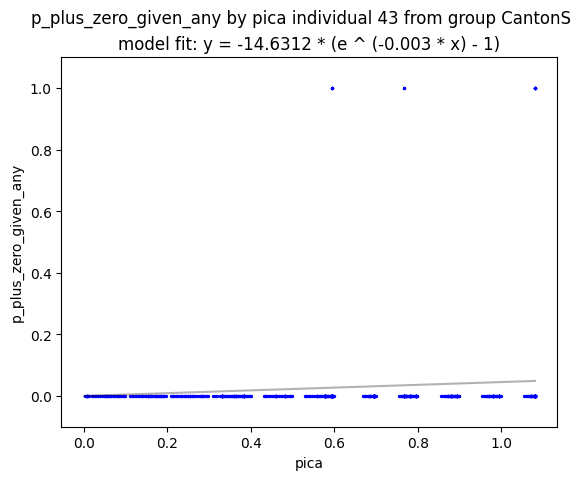 p_plus_zero_given_any by pica individual 43 from group CantonS
model fit: y = -14.6312 * (e ^ (-0.003 * x) - 1)
1.0
0.8
0.6
0.4
0.2
0.0
p_plus_zero_given_any
0.0 0.2 0.4 0.6 0.8 1.0
pica